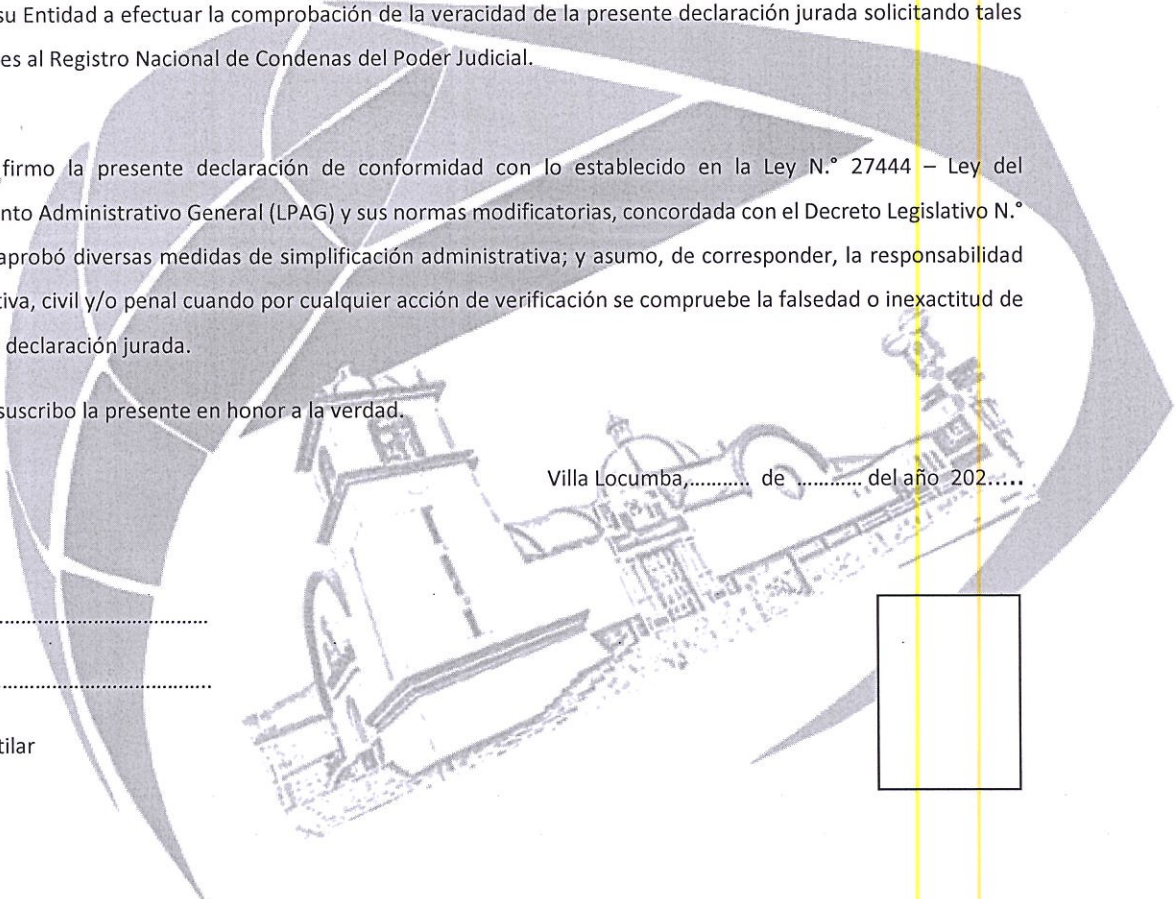 su Entidad a efectuar la comprobación de la veracidad de la presente declaración jurada solicitando tales
es al Registro Nacional de Condenas del Poder Judicial.
firmo la presente declaración de conformidad con lo establecido en la Ley N.° 27444 – Ley del
nto Administrativo General (LPAG) y sus normas modificatorias, concordada con el Decreto Legislativo N.°
aprobó diversas medidas de simplificación administrativa; y asumo, de corresponder, la responsabilidad
tiva, civil y/o penal cuando por cualquier acción de verificación se compruebe la falsedad o inexactitud de
declaración jurada.
suscribo la presente en honor a la verdad.
Villa Locumba,........... de ............ del año 202.....
tilar